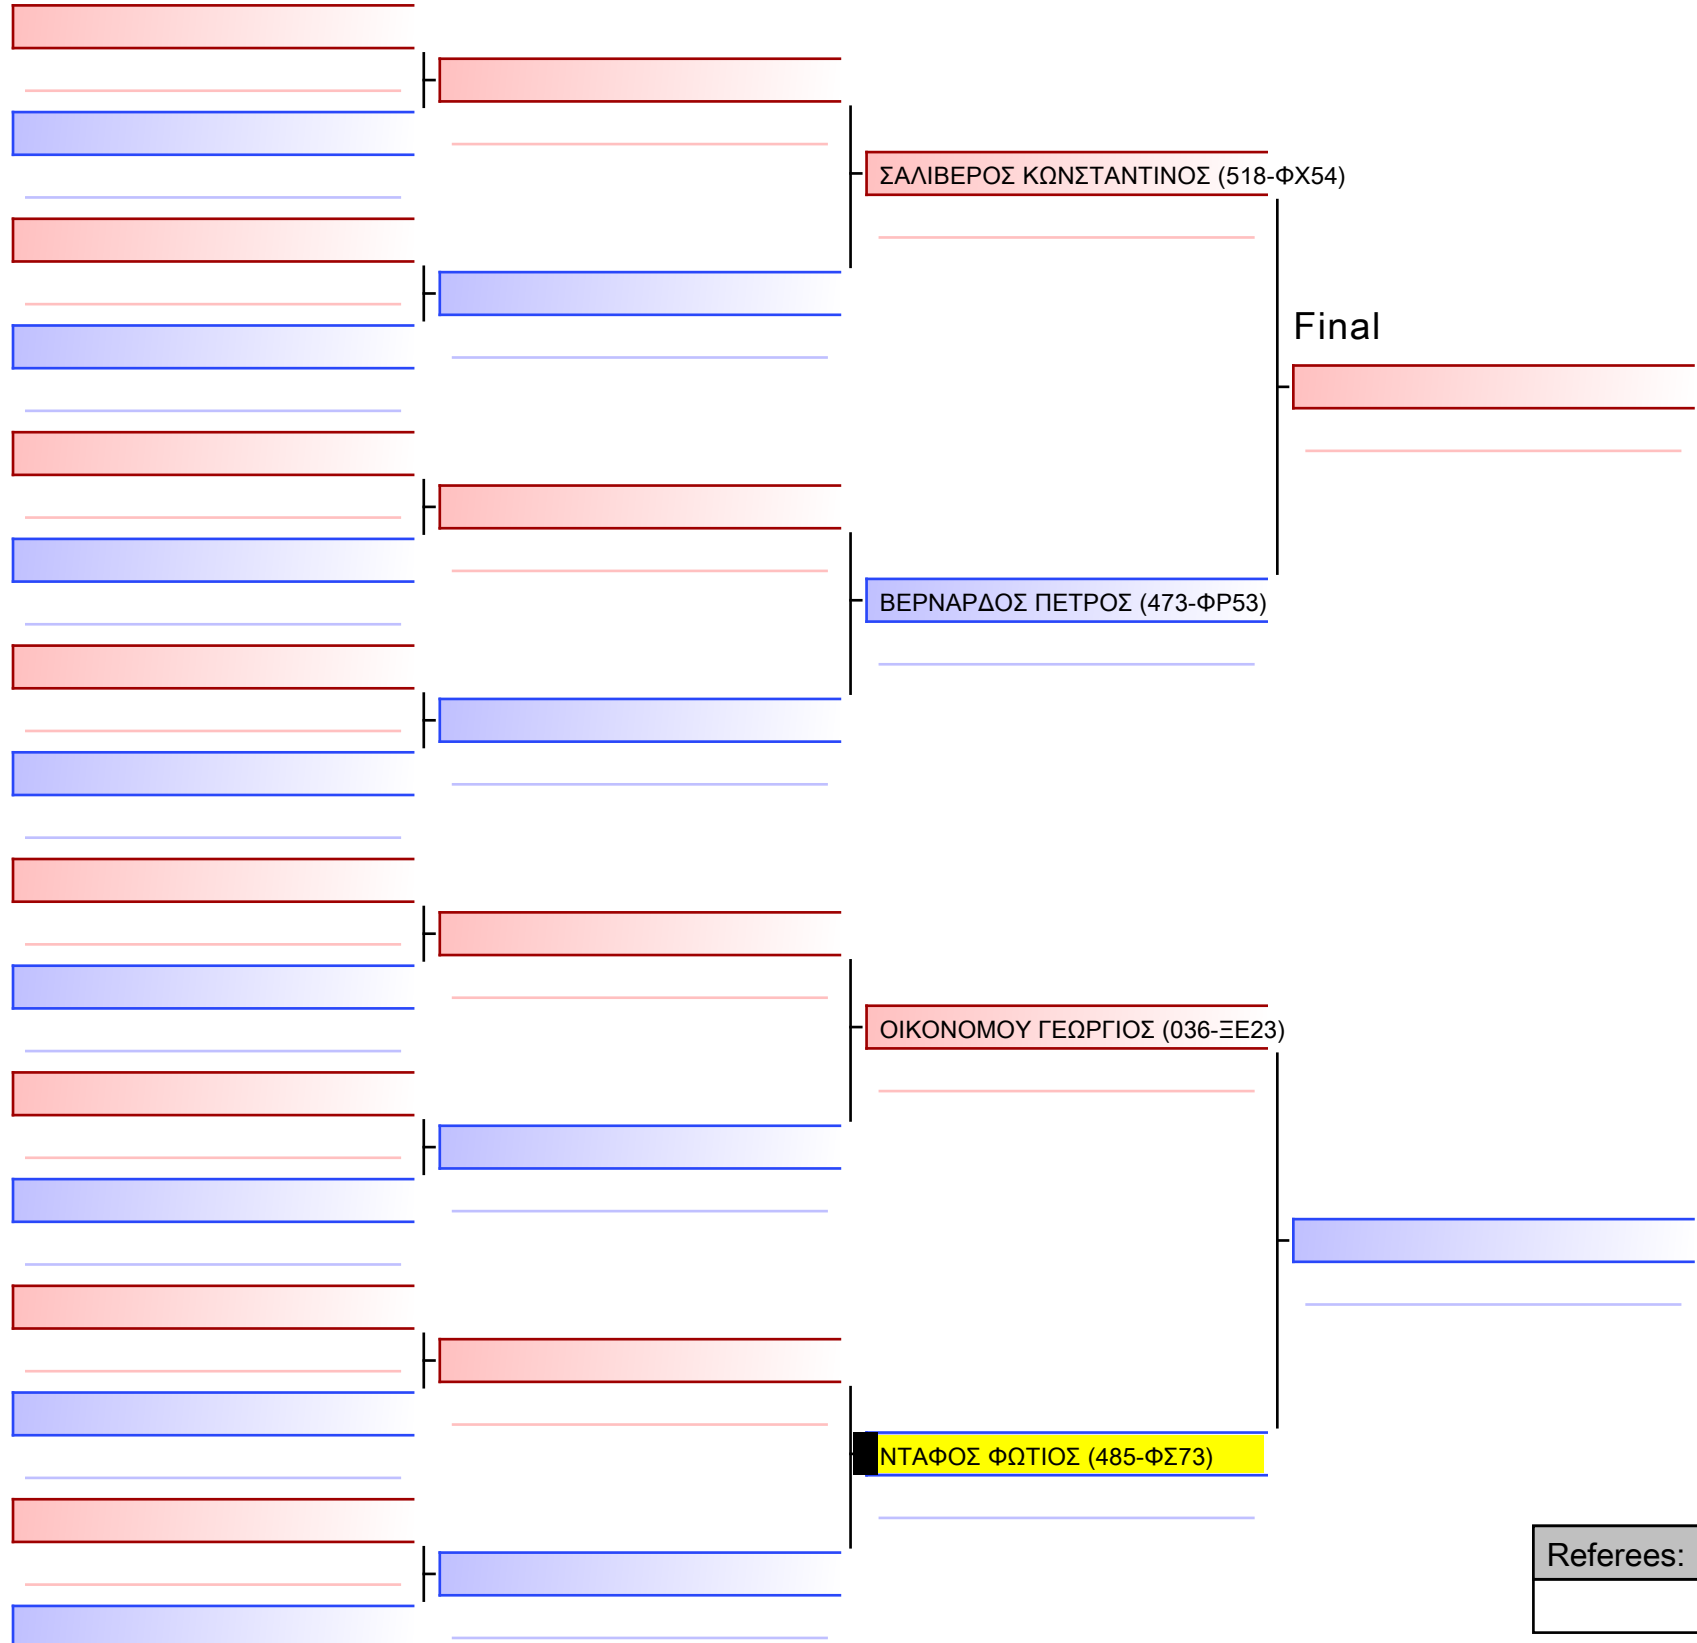 ΣΑΛΙΒΕΡΟΣ ΚΩΝΣΤΑΝΤΙΝΟΣ (518-ΦΧ54)
Final
ΒΕΡΝΑΡΔΟΣ ΠΕΤΡΟΣ (473-ΦΡ53)
ΟΙΚΟΝΟΜΟΥ ΓΕΩΡΓΙΟΣ (036-ΞΕ23)
ΝΤΑΦΟΣ ΦΩΤΙΟΣ (485-ΦΣ73)
Referees: